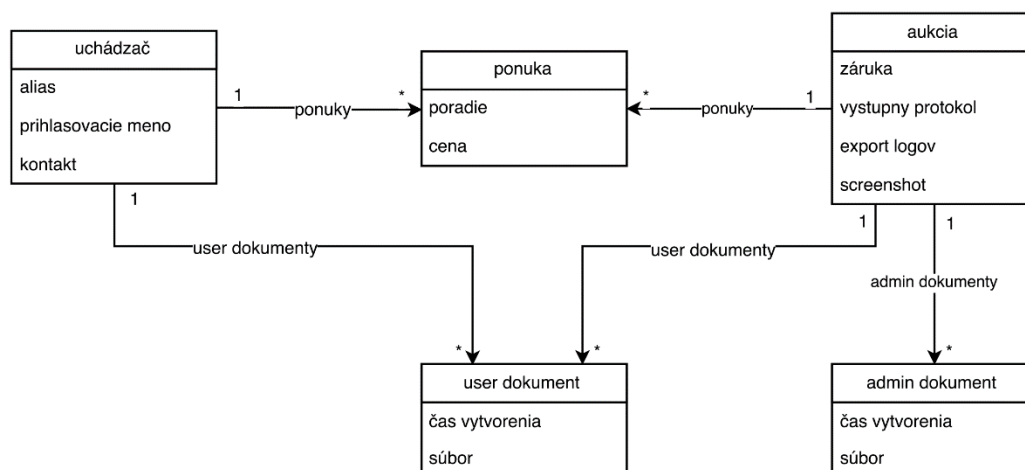 uchádzač
alias
prihlasovacie meno
kontakt
ponuka
poradie
cena
aukcia
záruka
vystupny protokol
export logov
screenshot
1
ponuky
*
*
ponuky
1
1
user dokumenty
*
1
user dokumenty
*
1
admin dokumenty
*
user dokument
čas vytvorenia
súbor
admin dokument
čas vytvorenia
súbor